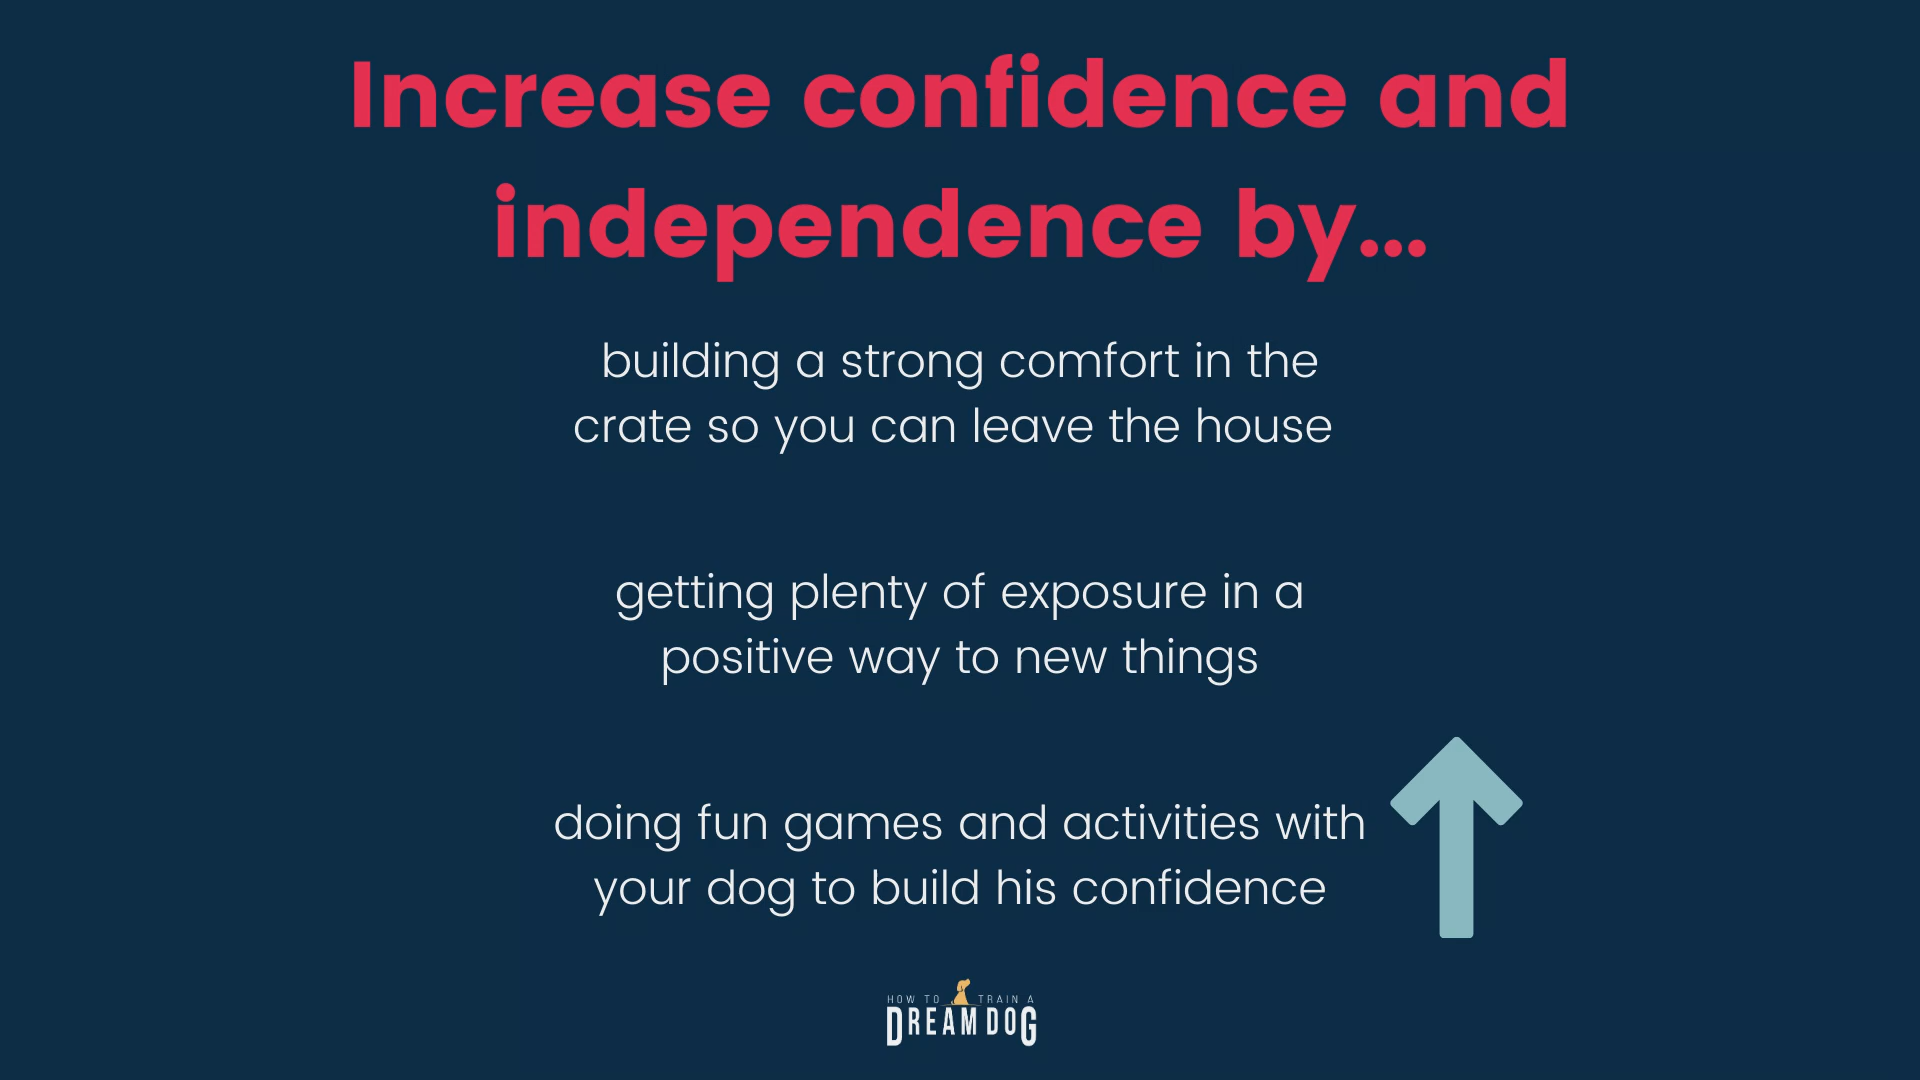 Increase confidence and
independence by...
building a strong comfort in the
crate so you can leave the house
getting plenty of exposure in a
positive way to new things
doing fun games and activities with
your dog to build his confidence
HOW TO TRAIN A
DREAM DOG